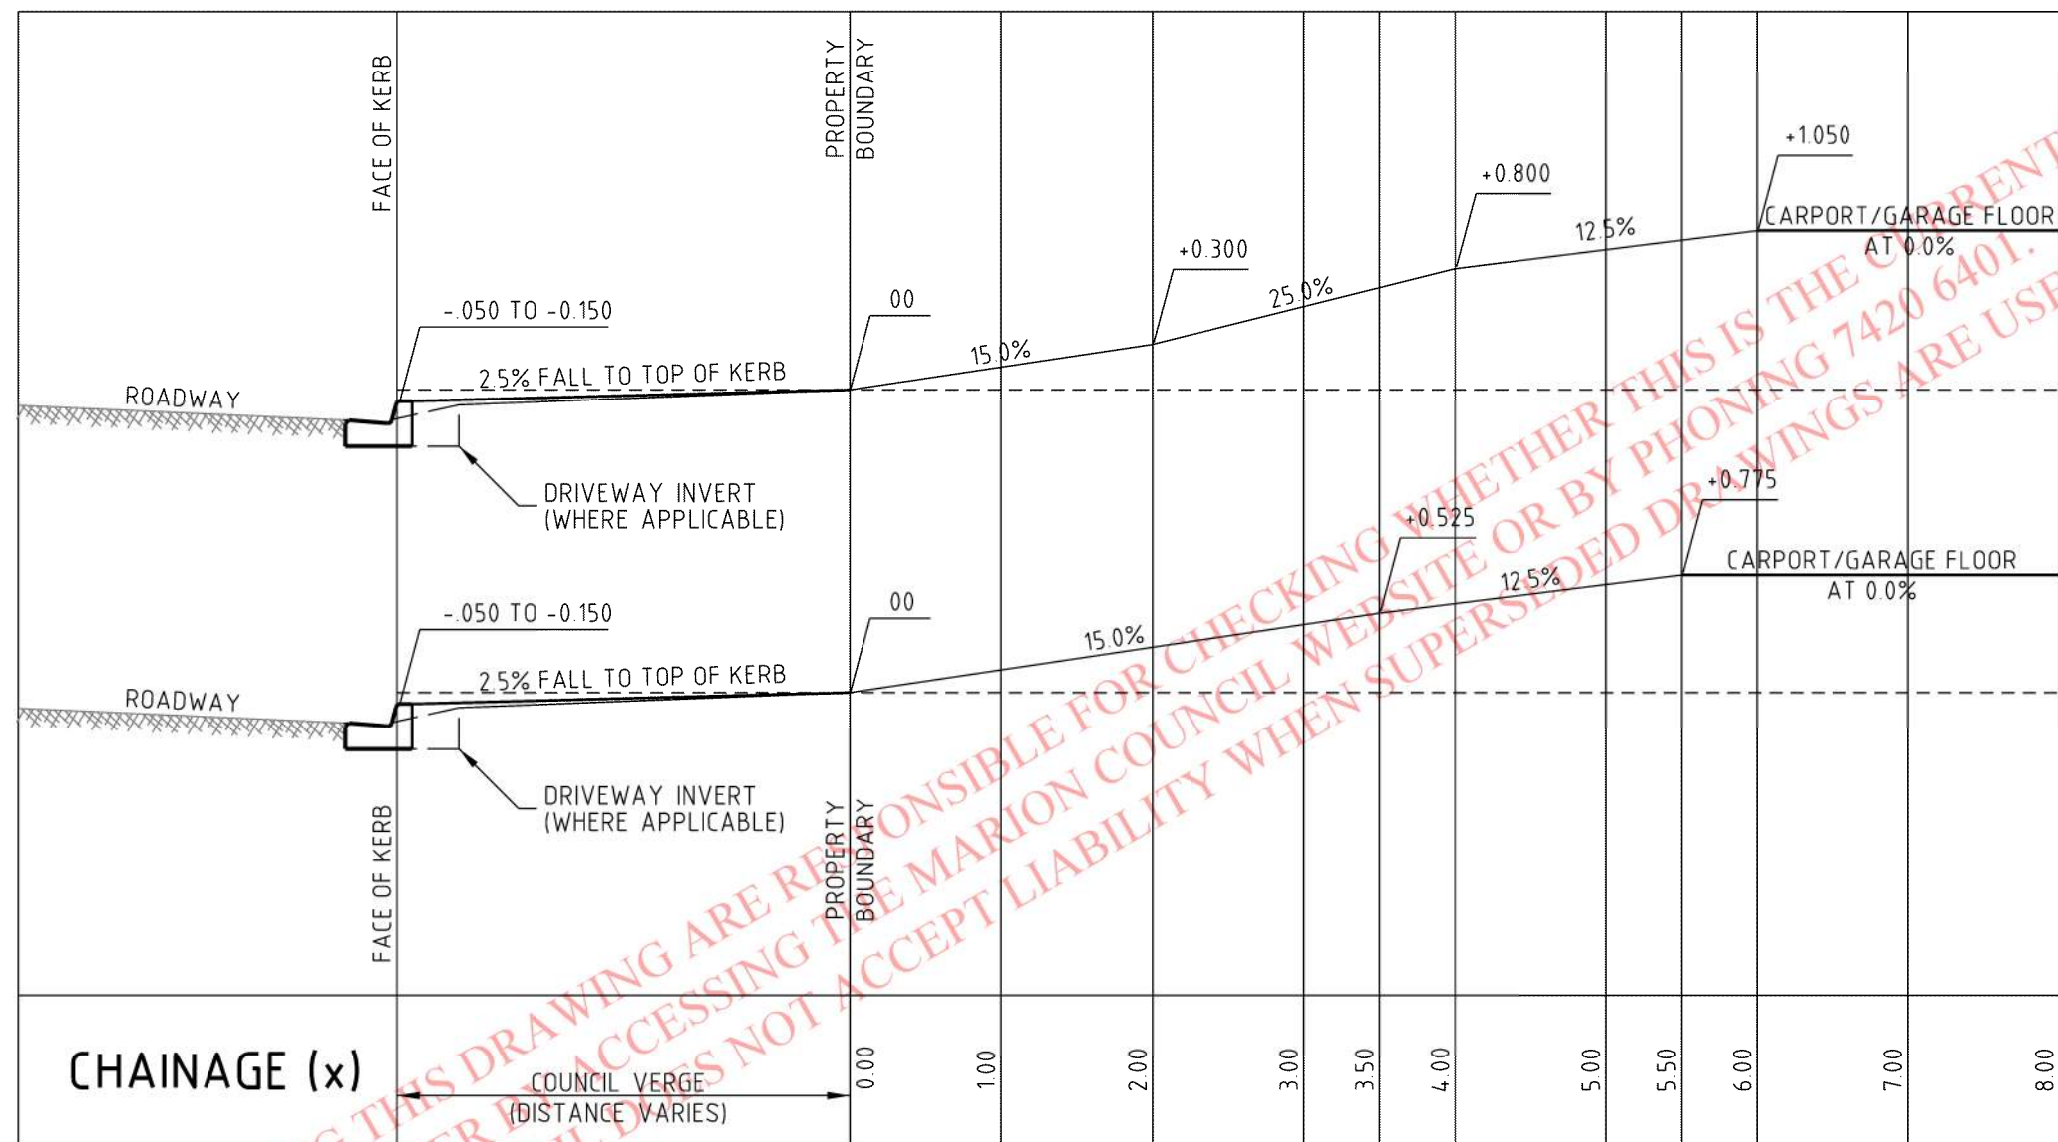 FACE OF KERB
PROPERTY
BOUNDARY
+1.050
+0.800
CARPORT/GARAGE FLOOR
AT 0.0%
12.5%
+0.300
25.0%
-.050 TO -0.150
00
15.0%
2.5% FALL TO TOP OF KERB
ROADWAY
DRIVEWAY INVERT
(WHERE APPLICABLE)
+0.775
+0.525
CARPORT/GARAGE FLOOR
AT 0.0%
12.5%
-.050 TO -0.150
00
15.0%
2.5% FALL TO TOP OF KERB
ROADWAY
DRIVEWAY INVERT
(WHERE APPLICABLE)
FACE OF KERB
PROPERTY
BOUNDARY
CHAINAGE (x)
COUNCIL VERGE
(DISTANCE VARIES)
0.00
1.00
2.00
3.00
3.50
4.00
5.00
5.50
6.00
7.00
8.00
THIS DRAWING ARE RESPONSIBLE FOR CHECKING WHETHER THIS IS THE CURRENT
BY ACCESSING THE MARION COUNCIL WEBSITE OR BY PHONING 7420 6401.
DOES NOT ACCEPT LIABILITY WHEN SUPERSEDED DRAWINGS ARE